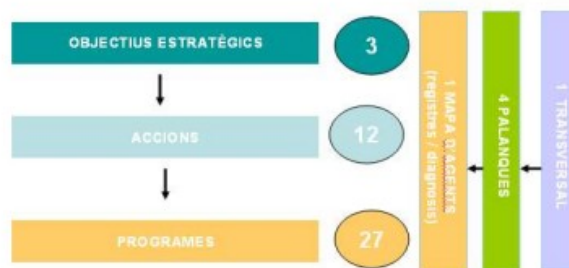 OBJECTIUS ESTRATÈGICS
3
ACCIONS
12
PROGRAMES
27
1 MAPA D'AGENTS
(registres / diagnosis)
4 PALANQUES
1 TRANSVERSAL